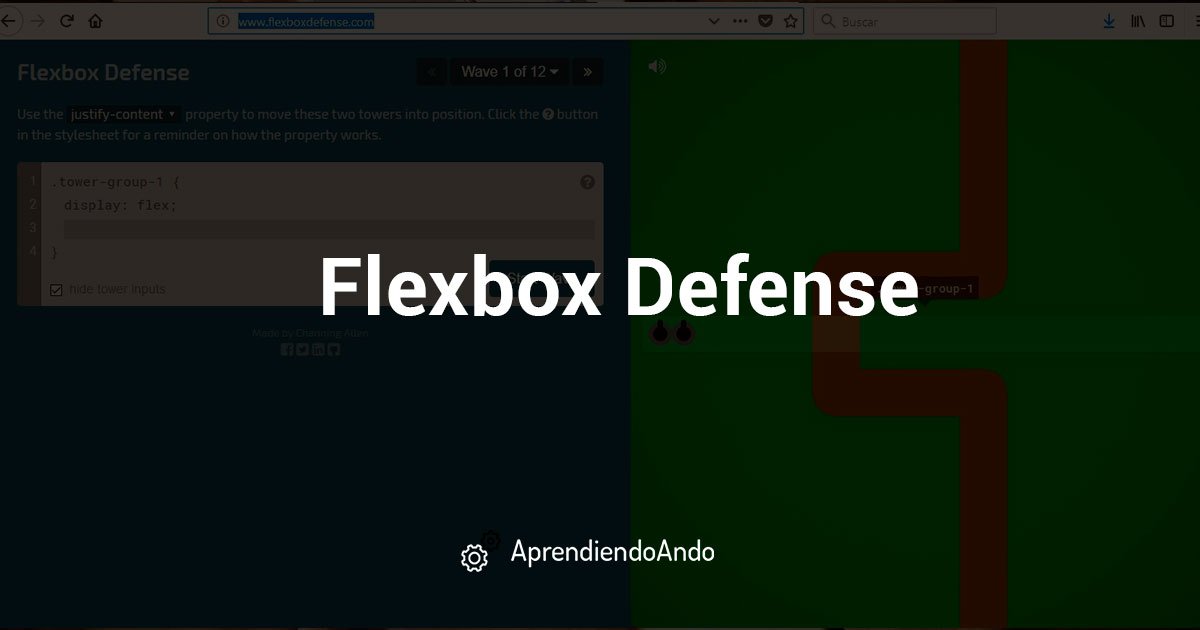 www.flexboxdefense.com
Buscar
Flexbox Defense
« Wave 1 of 12 »
Use the justify-content property to move these two towers into position. Click the ? button
in the stylesheet for a reminder on how the property works.
1 .tower-group-1 {
2 display: flex;
3
4 }
hide tower inputs
Made by Channing Allen
group-1
Flexbox Defense
AprendiendoAndo